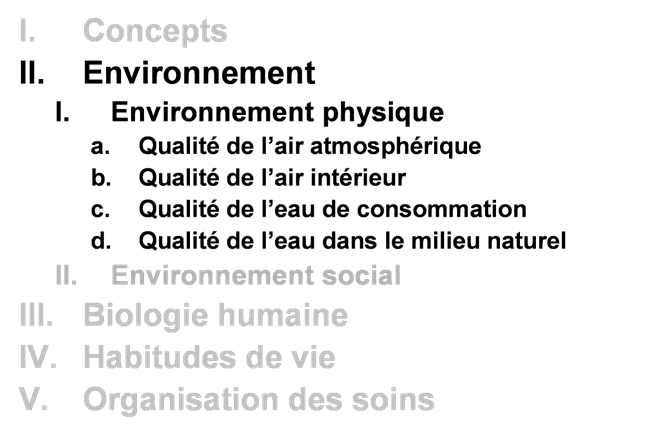 I. Concepts
II. Environnement
I. Environnement physique
a. Qualité de l’air atmosphérique
b. Qualité de l’air intérieur
c. Qualité de l’eau de consommation
d. Qualité de l’eau dans le milieu naturel
II. Environnement social
III. Biologie humaine
IV. Habitudes de vie
V. Organisation des soins